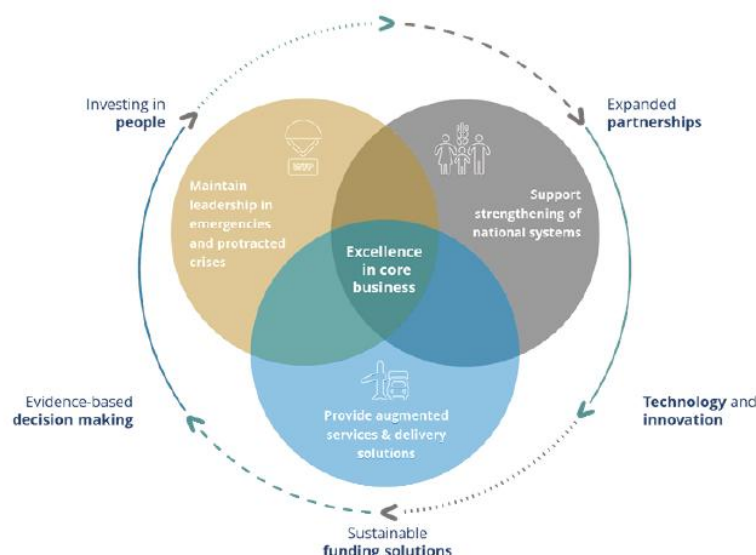 Investing in
people
Expanded
partnerships
Maintain
leadership in
emergencies
and protracted
crises
Support
strengthening of
national systems
Excellence
in core
business
Evidence-based
decision making
Provide augmented
services & delivery
solutions
Technology and
innovation
Sustainable
funding solutions